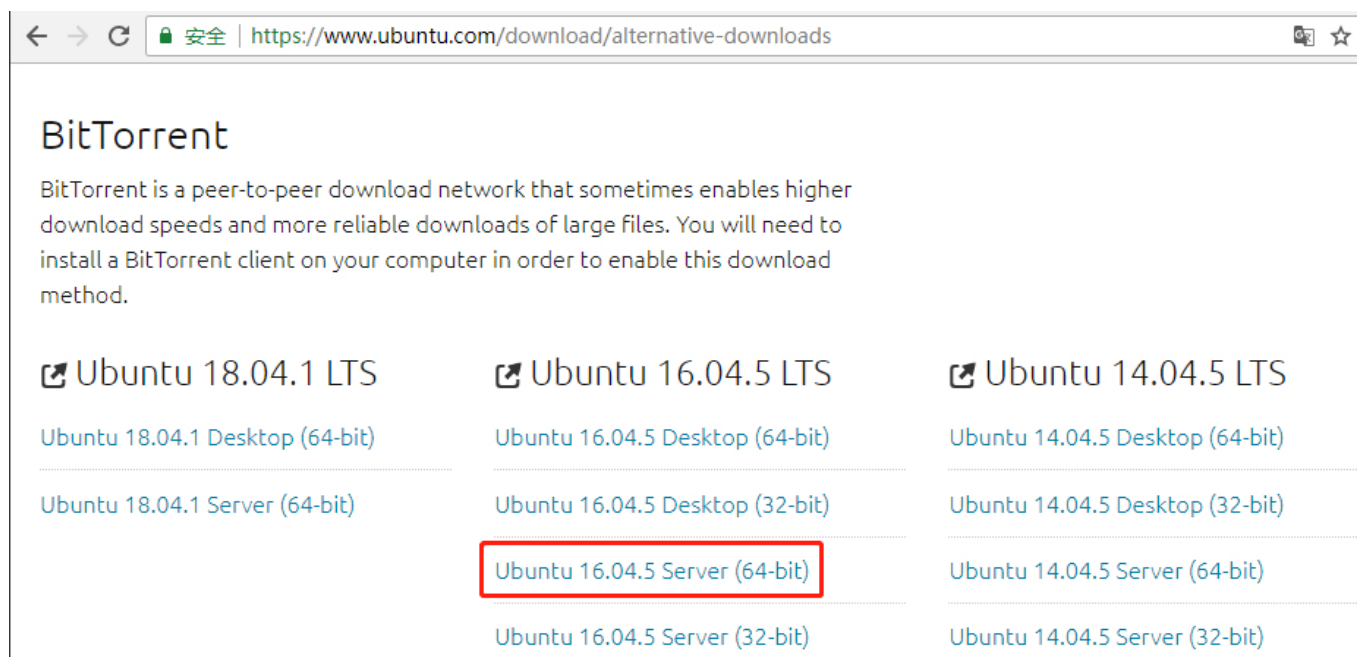 安全 | https://www.ubuntu.com/download/alternative-downloads
BitTorrent
BitTorrent is a peer-to-peer download network that sometimes enables higher
download speeds and more reliable downloads of large files. You will need to
install a BitTorrent client on your computer in order to enable this download
method.
Ubuntu 18.04.1 LTS
Ubuntu 18.04.1 Desktop (64-bit)
Ubuntu 18.04.1 Server (64-bit)
Ubuntu 16.04.5 LTS
Ubuntu 16.04.5 Desktop (64-bit)
Ubuntu 16.04.5 Desktop (32-bit)
Ubuntu 16.04.5 Server (64-bit)
Ubuntu 16.04.5 Server (32-bit)
Ubuntu 14.04.5 LTS
Ubuntu 14.04.5 Desktop (64-bit)
Ubuntu 14.04.5 Desktop (32-bit)
Ubuntu 14.04.5 Server (64-bit)
Ubuntu 14.04.5 Server (32-bit)